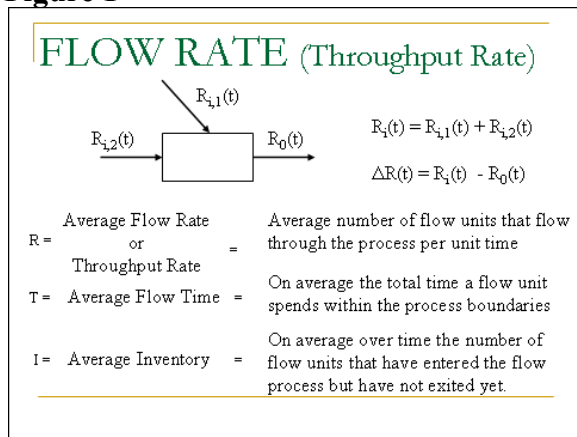 FLOW RATE (Throughput Rate)
R_{i,1}(t)
R_{i,2}(t)
R_0(t)
R_i(t) = R_{i,1}(t) + R_{i,2}(t)
ΔR(t) = R_i(t) - R_0(t)
R = Average Flow Rate or Throughput Rate = Average number of flow units that flow
through the process per unit time
T = Average Flow Time = On average the total time a flow unit
spends within the process boundaries
I = Average Inventory = On average over time the number of
flow units that have entered the flow
process but have not exited yet.